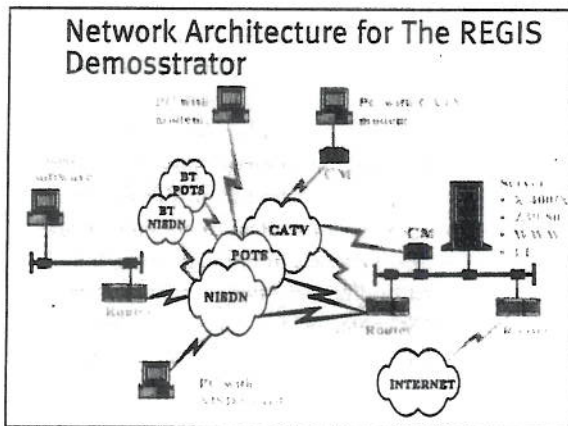 Network Architecture for The REGIS
Demosstrator
PC with
modem
PC with CATV
modem
CM
software
BT
POTS
BT
NISDN
CATV
POTS
NISDN
CM
Server
WWW
Router
Router
Router
PC with
INTERNET